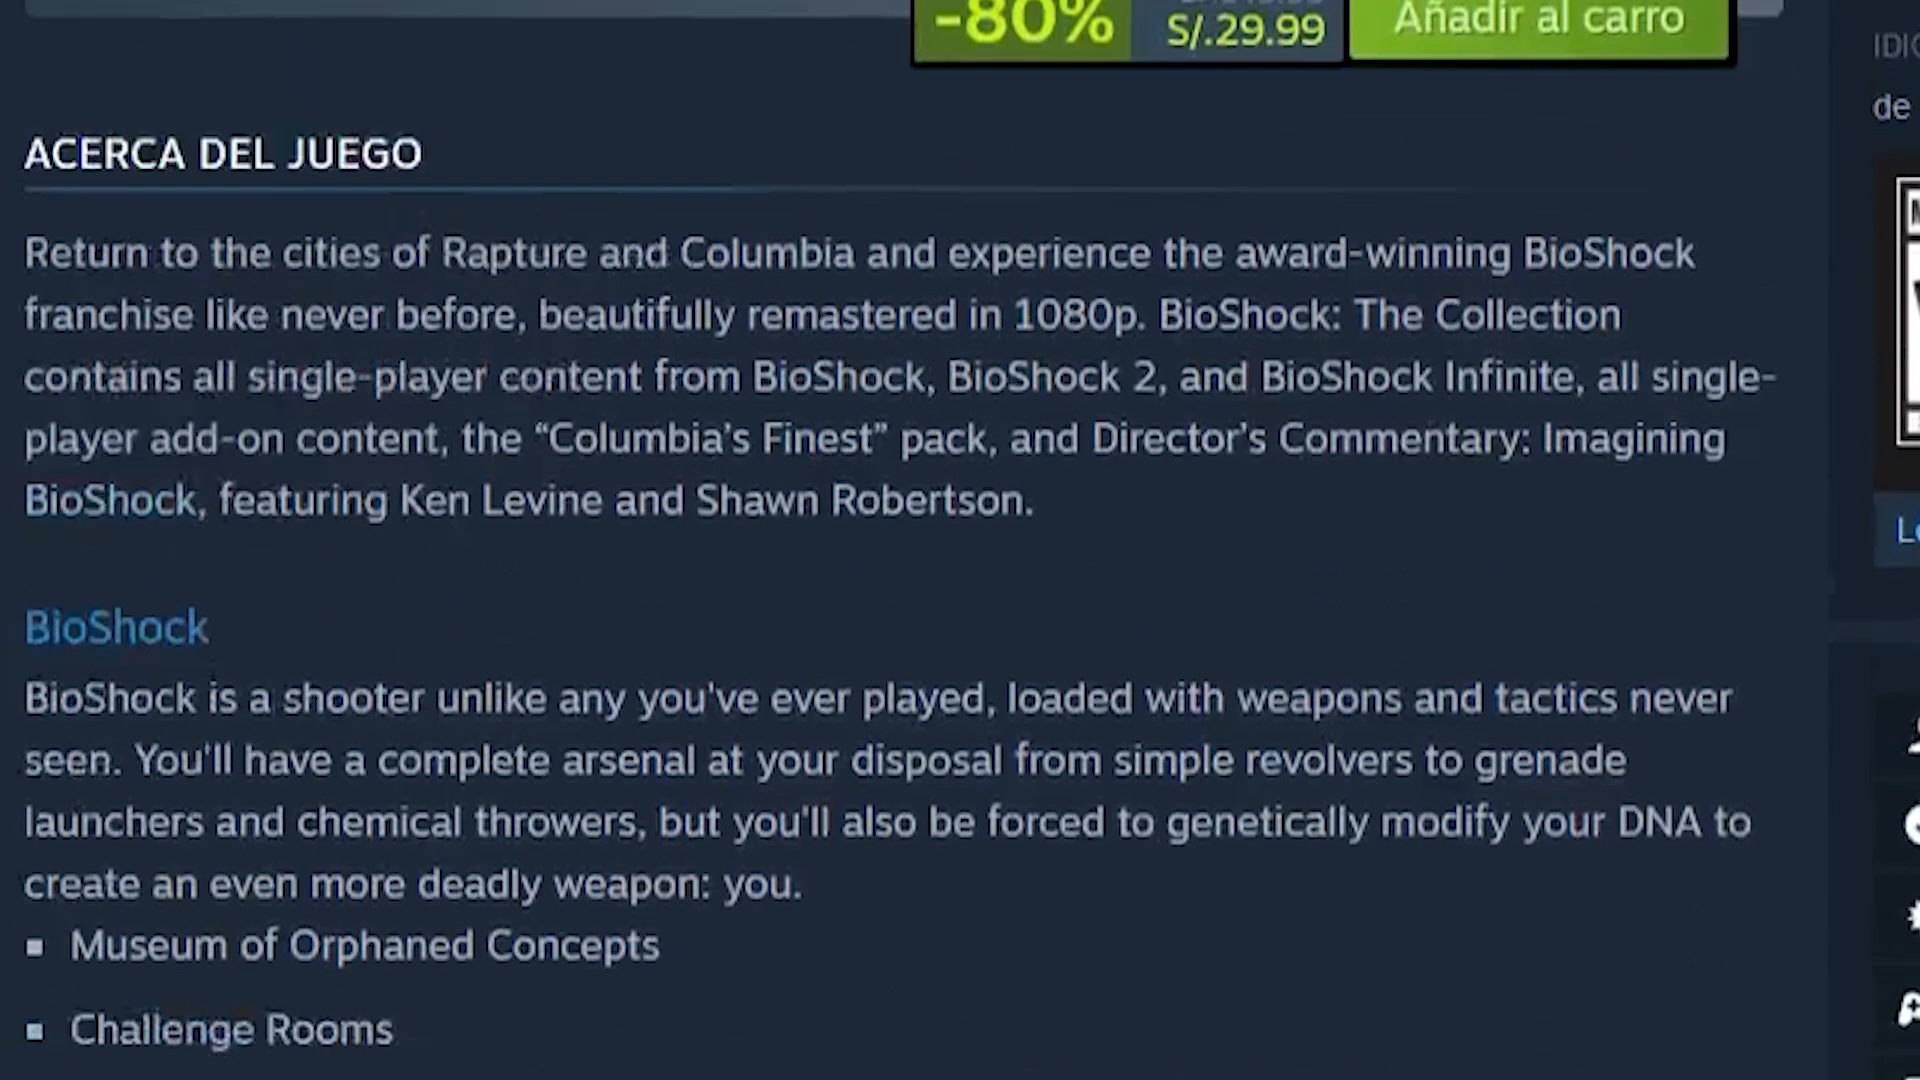 -80%
S/.29.99
Añadir al carro
de
ACERCA DEL JUEGO
Return to the cities of Rapture and Columbia and experience the award-winning BioShock
franchise like never before, beautifully remastered in 1080p. BioShock: The Collection
contains all single-player content from BioShock, BioShock 2, and BioShock Infinite, all single-
player add-on content, the “Columbia’s Finest” pack, and Director’s Commentary: Imagining
BioShock, featuring Ken Levine and Shawn Robertson.
BioShock
BioShock is a shooter unlike any you've ever played, loaded with weapons and tactics never
seen. You'll have a complete arsenal at your disposal from simple revolvers to grenade
launchers and chemical throwers, but you'll also be forced to genetically modify your DNA to
create an even more deadly weapon: you.
Museum of Orphaned Concepts
Challenge Rooms